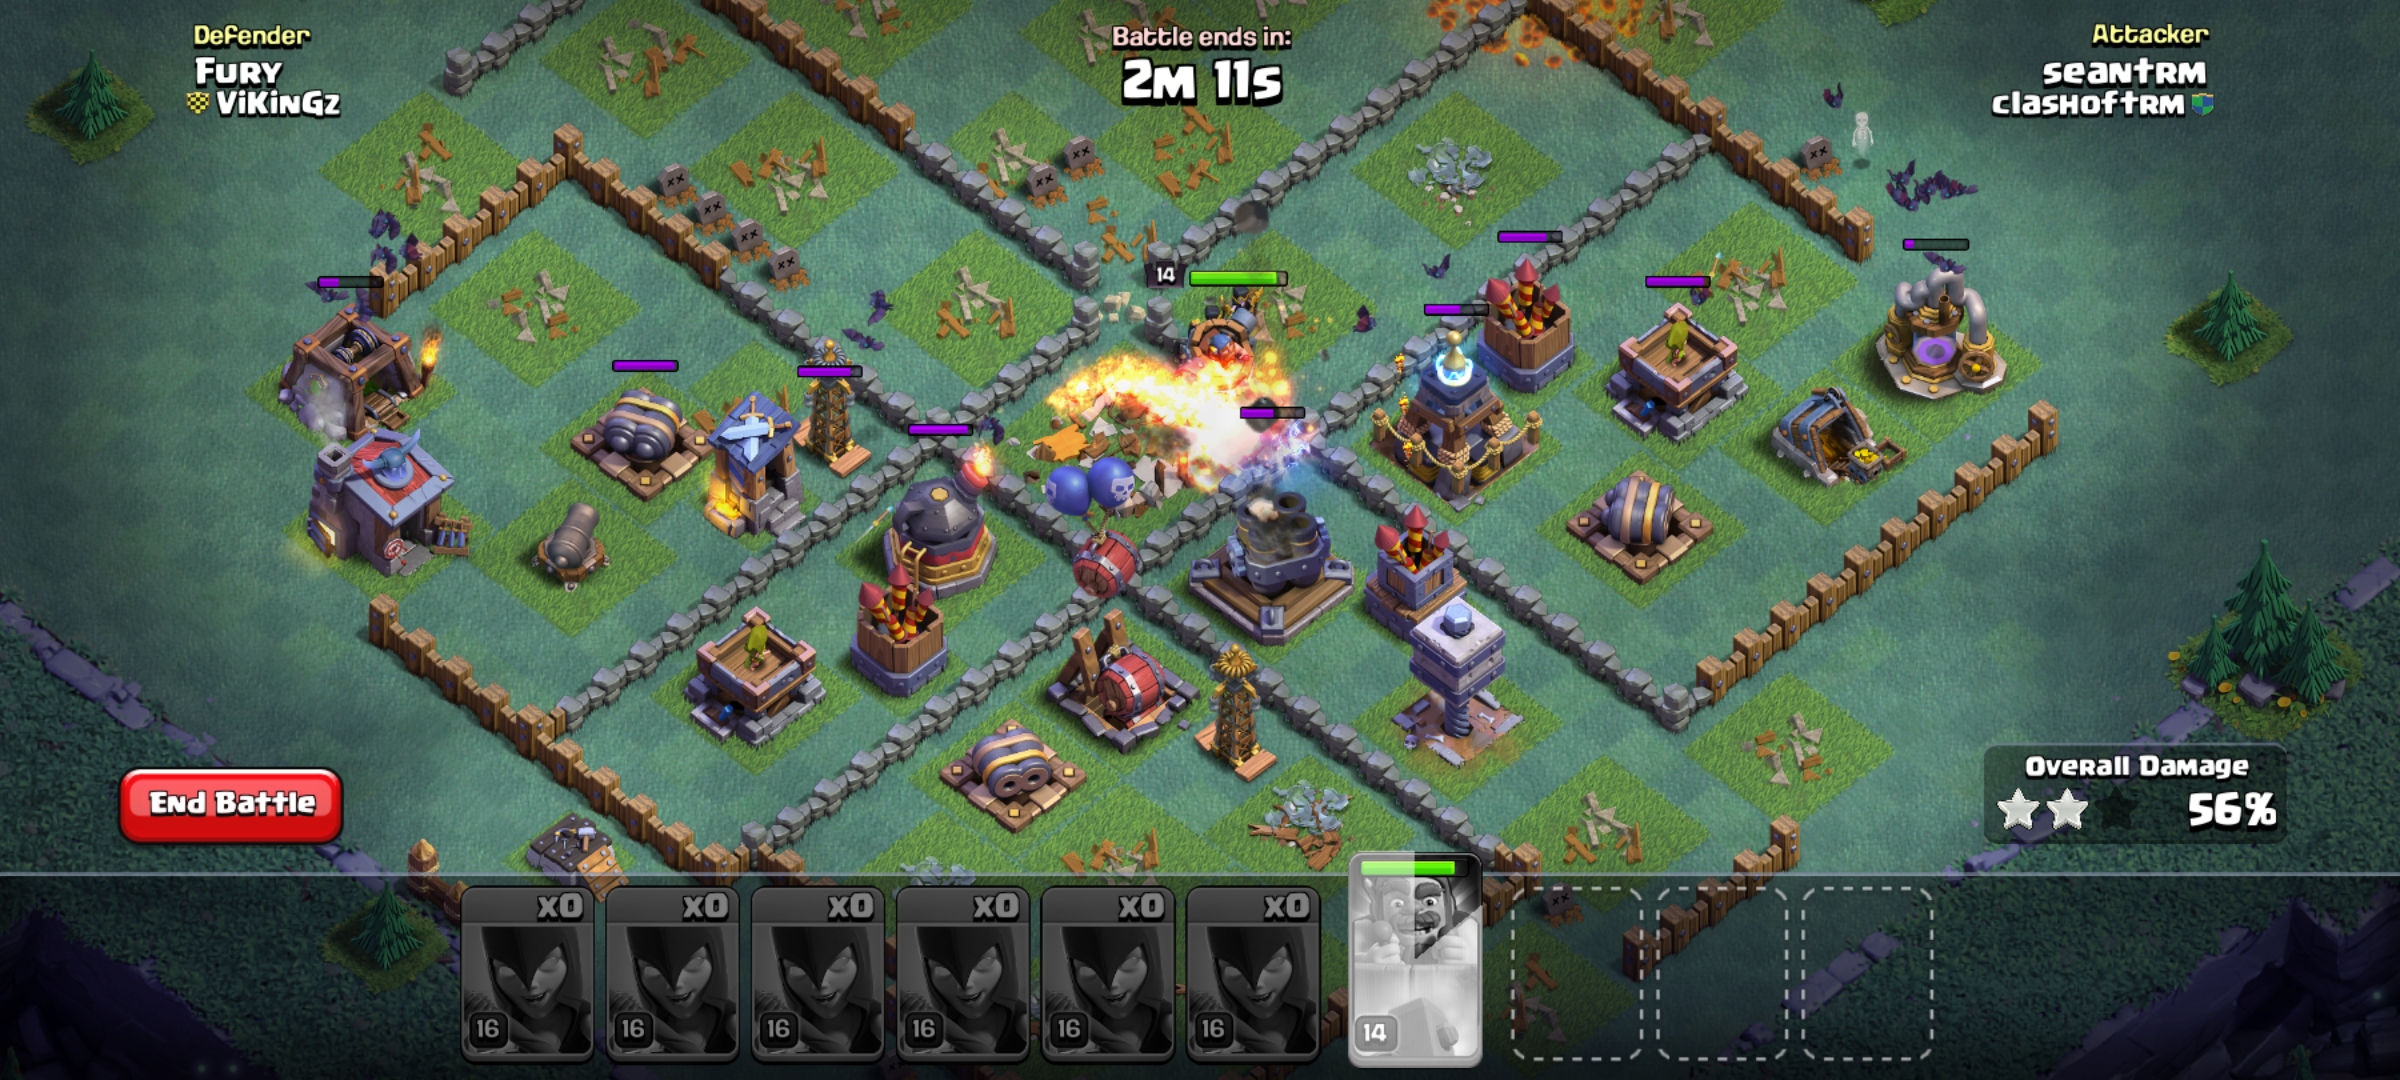 Defender
FURY
ViKinGz
Battle ends in:
2M 11s
Attacker
seantRM
clashoftRM
14
End Battle
Overall Damage
56%
x0 x0 x0 x0 x0 x0
16 16 16 16 16 16 14